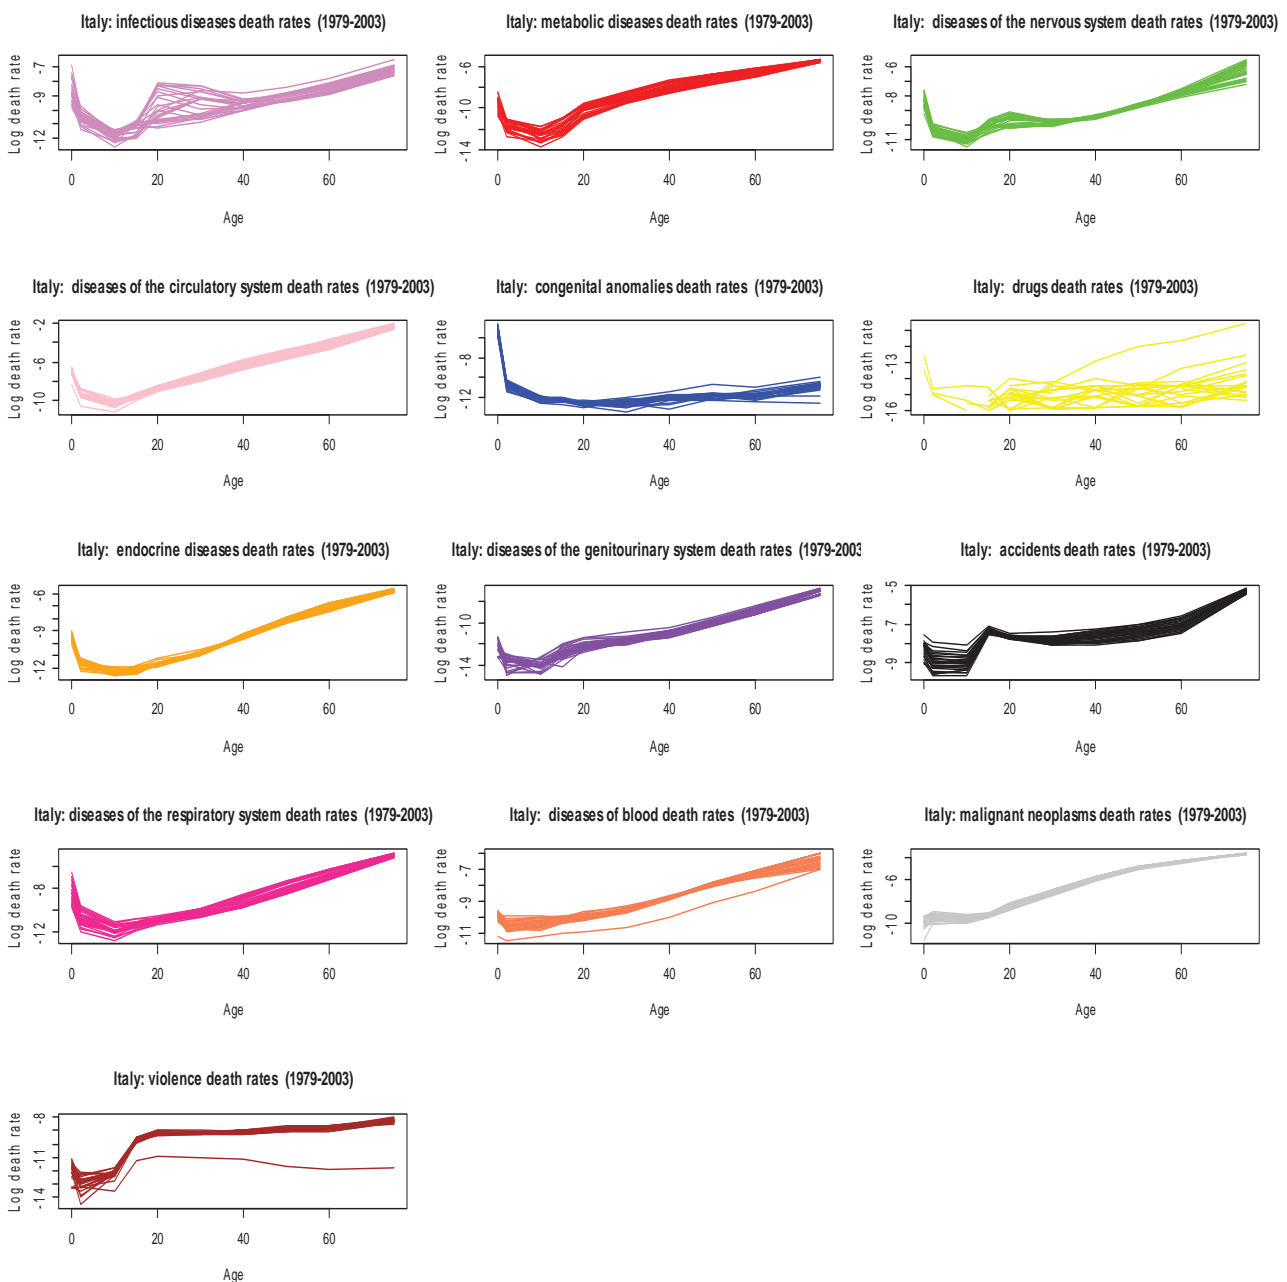 Italy: infectious diseases death rates (1979-2003)
Log death rate
-7
-9
-12
0 20 40 60
Age
Italy: metabolic diseases death rates (1979-2003)
Log death rate
-6
-10
-14
0 20 40 60
Age
Italy: diseases of the nervous system death rates (1979-2003)
Log death rate
-6
-8
-11
0 20 40 60
Age
Italy: diseases of the circulatory system death rates (1979-2003)
Log death rate
-2
-6
-10
0 20 40 60
Age
Italy: congenital anomalies death rates (1979-2003)
Log death rate
-8
-12
0 20 40 60
Age
Italy: drugs death rates (1979-2003)
Log death rate
-13
-16
0 20 40 60
Age
Italy: endocrine diseases death rates (1979-2003)
Log death rate
-6
-9
-12
0 20 40 60
Age
Italy: diseases of the genitourinary system death rates (1979-2003
Log death rate
-10
-14
0 20 40 60
Age
Italy: accidents death rates (1979-2003)
Log death rate
-5
-7
-9
0 20 40 60
Age
Italy: diseases of the respiratory system death rates (1979-2003)
Log death rate
-8
-12
0 20 40 60
Age
Italy: diseases of blood death rates (1979-2003)
Log death rate
-7
-9
-11
0 20 40 60
Age
Italy: malignant neoplasms death rates (1979-2003)
Log death rate
-6
-10
0 20 40 60
Age
Italy: violence death rates (1979-2003)
Log death rate
-8
-11
-14
0 20 40 60
Age